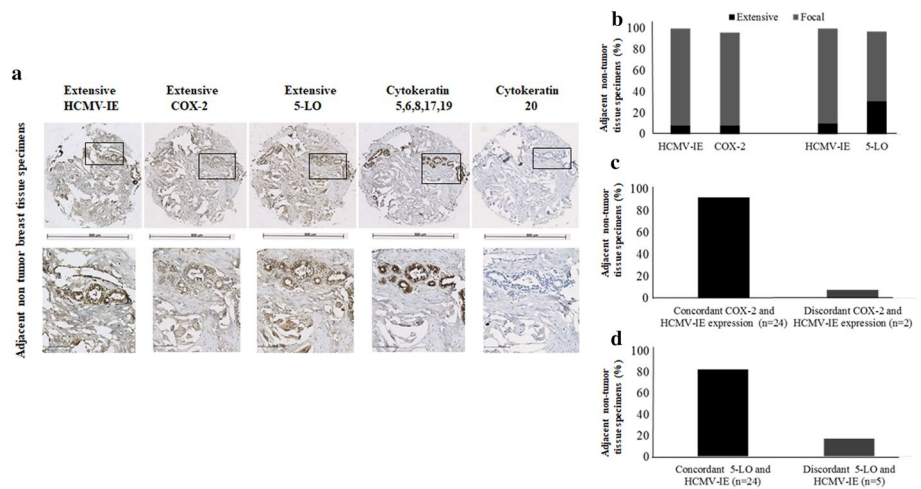 a
Extensive HCMV-IE
Extensive COX-2
Extensive 5-LO
Cytokeratin 5,6,8,17,19
Cytokeratin 20
Adjacent non tumor breast tissue specimens
b
Extensive Focal
Adjacent non-tumor tissue specimens (%)
100
80
60
40
20
0
HCMV-IE COX-2 HCMV-IE 5-LO
c
Adjacent non-tumor tissue specimens (%)
100
80
60
40
20
0
Concordant COX-2 and HCMV-IE expression (n=24)
Discordant COX-2 and HCMV-IE expression (n=2)
d
Adjacent non-tumor tissue specimens (%)
100
80
60
40
20
0
Concordant 5-LO and HCMV-IE (n=24)
Discordant 5-LO and HCMV-IE (n=5)